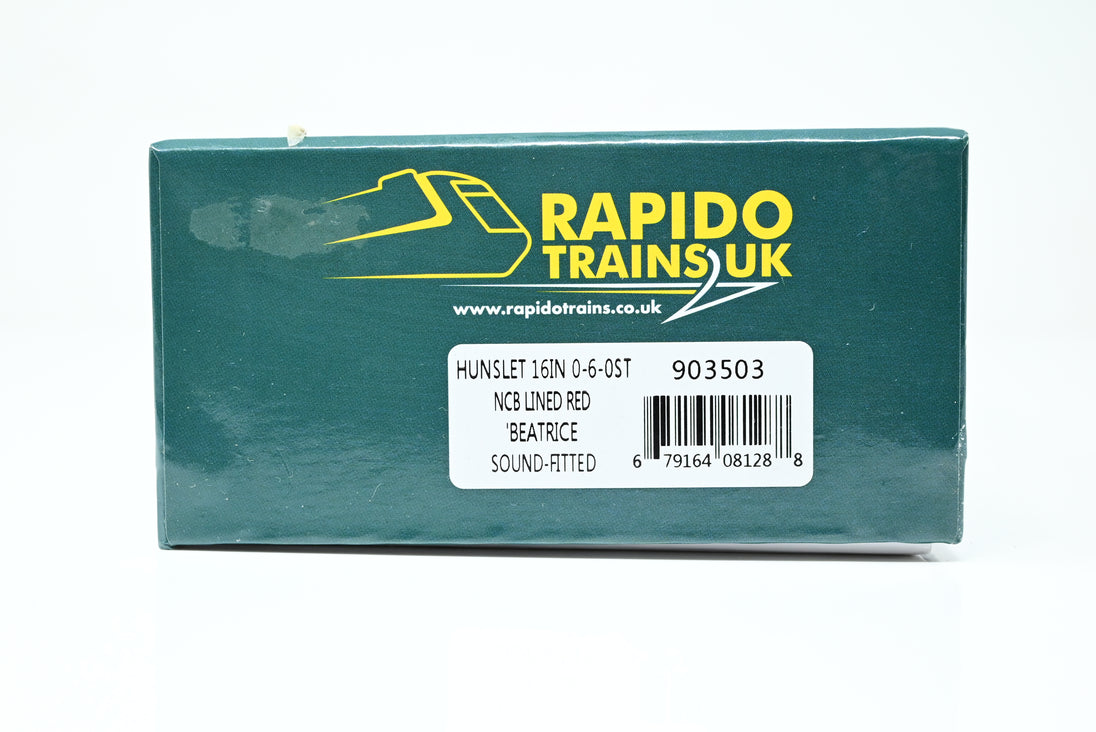 RAPIDO
TRAINS UK
www.rapidotrains.co.uk
HUNSLET 16IN 0-6-0ST
NCB LINED RED
'BEATRICE
SOUND-FITTED
903503
6 79164 08128 8